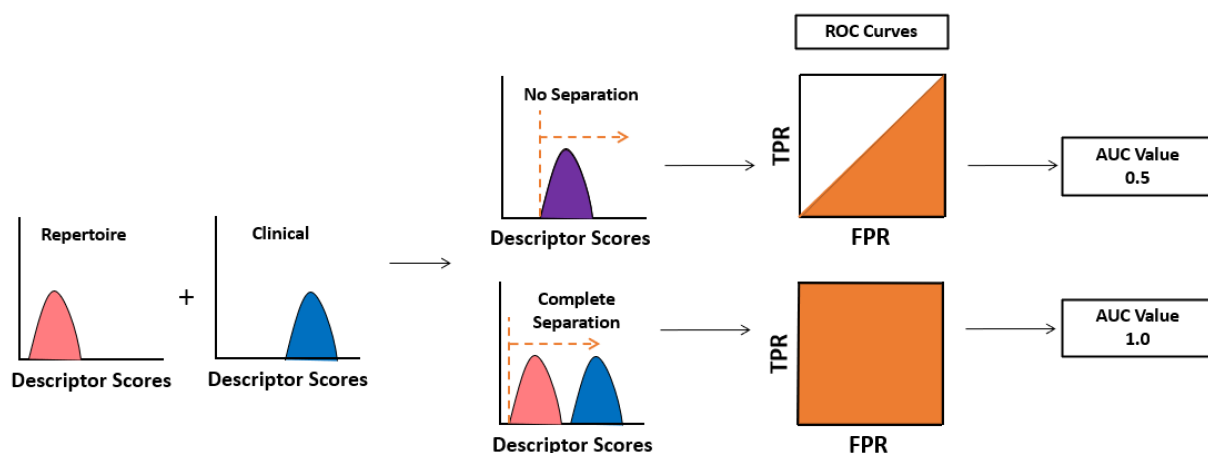 ROC Curves
No Separation
TPR
FPR
Descriptor Scores
AUC Value
0.5
Repertoire
+
Clinical
Descriptor Scores
Descriptor Scores
Complete
Separation
TPR
FPR
Descriptor Scores
AUC Value
1.0